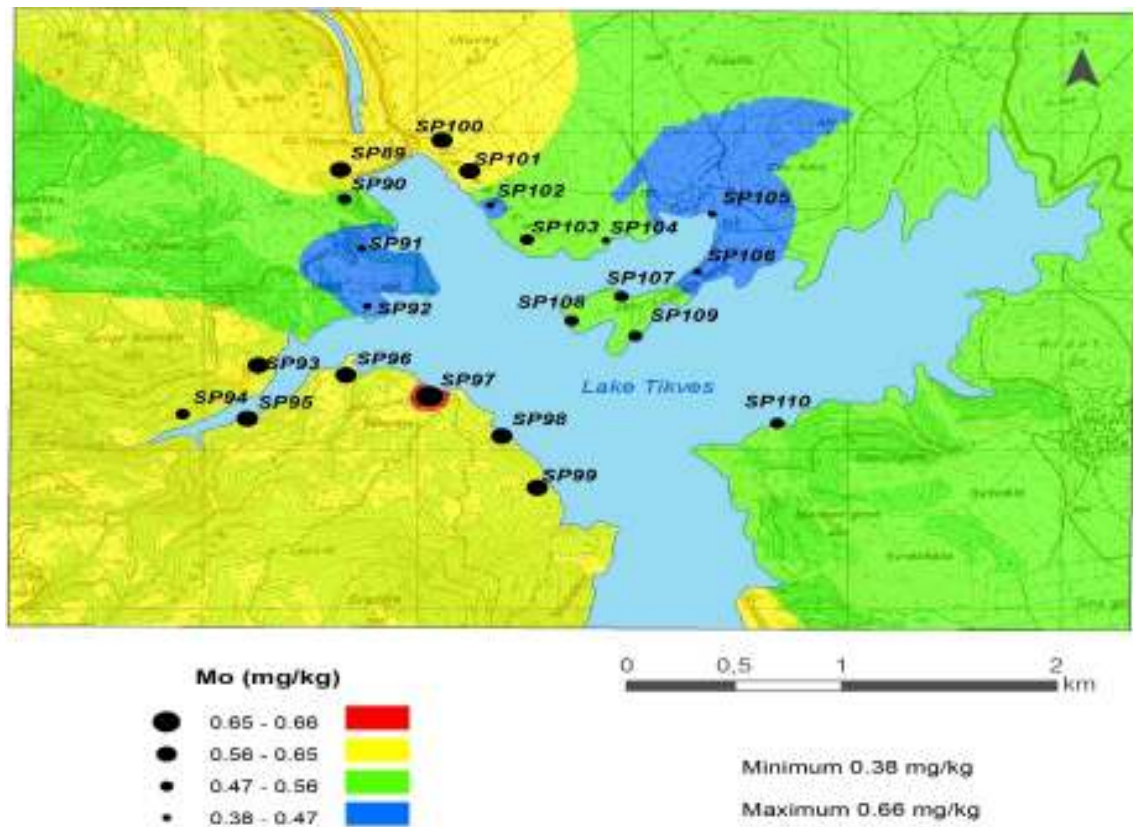 SP100
SP89
SP101
SP90
SP102
SP105
SP103
SP104
SP91
SP106
SP107
SP92
SP108
SP109
SP93
SP96
SP97
Lake Tikves
SP94
SP95
SP110
SP98
SP99
Mo (mg/kg)
0 0,5 1 2
km
0.65 - 0.66
0.56 - 0.65
0.47 - 0.56
0.38 - 0.47
Minimum 0.38 mg/kg
Maximum 0.66 mg/kg